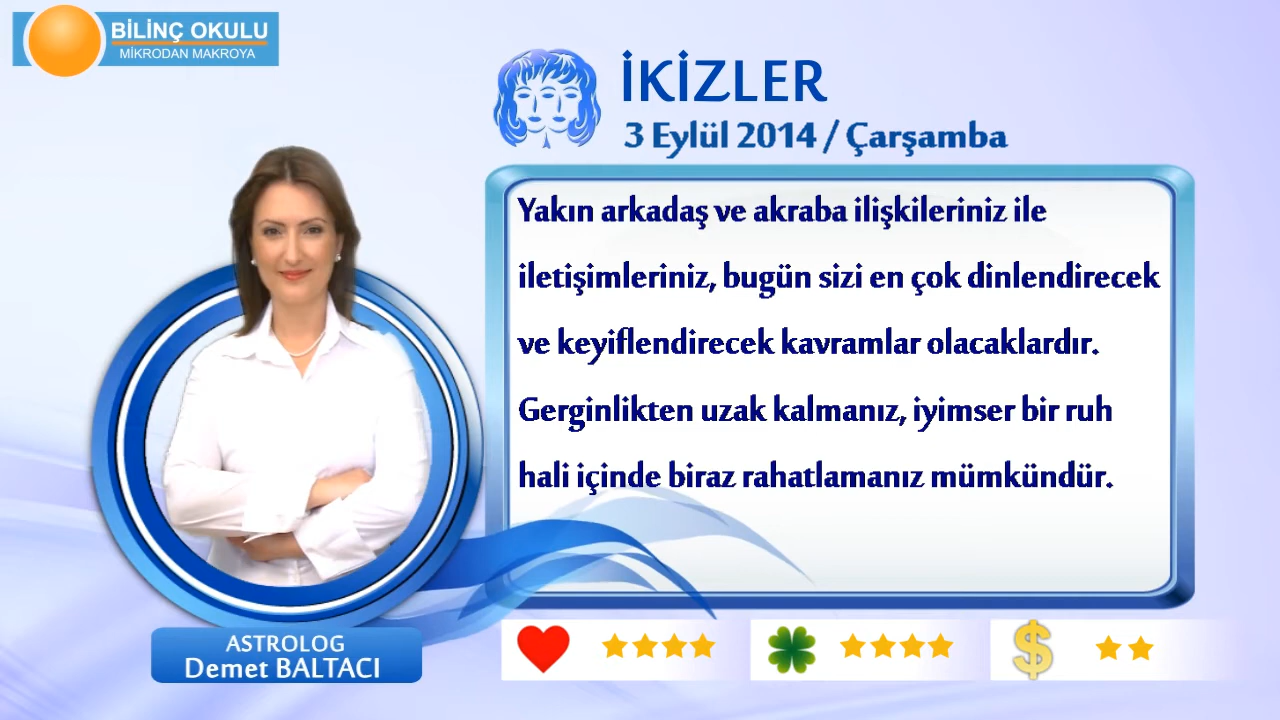 BİLİNÇ OKULU
MİKRODAN MAKROYA
İKİZLER
3 Eylül 2014 / Çarşamba
Yakın arkadaş ve akraba ilişkileriniz ile
iletişimleriniz, bugün sizi en çok dinlendirecek
ve keyiflendirecek kavramlar olacaklardır.
Gerginlikten uzak kalmanız, iyimser bir ruh
hali içinde biraz rahatlamanız mümkündür.
ASTROLOG
Demet BALTACI
$